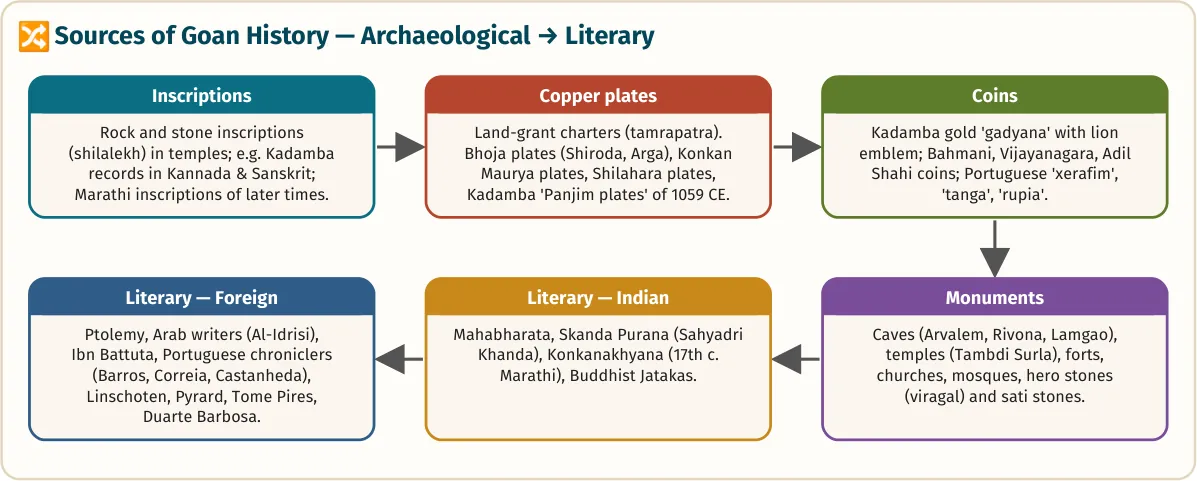 Sources of Goan History — Archaeological → Literary
Inscriptions
Rock and stone inscriptions
(shilalekh) in temples; e.g. Kadamba
records in Kannada & Sanskrit;
Marathi inscriptions of later times.
Copper plates
Land-grant charters (tamrapatra).
Bhoja plates (Shiroda, Arga), Konkan
Maurya plates, Shilahara plates,
Kadamba 'Panjim plates' of 1059 CE.
Coins
Kadamba gold 'gadyana' with lion
emblem; Bahmani, Vijayanagara, Adil
Shahi coins; Portuguese 'xerafim',
'tanga', 'rupia'.
Monuments
Caves (Arvalem, Rivona, Lamgao),
temples (Tambdi Surla), forts,
churches, mosques, hero stones
(viragal) and sati stones.
Literary — Indian
Mahabharata, Skanda Purana (Sahyadri
Khanda), Konkanakhyana (17th c.
Marathi), Buddhist Jatakas.
Literary — Foreign
Ptolemy, Arab writers (Al-Idrisi),
Ibn Battuta, Portuguese chroniclers
(Barros, Correia, Castanheda),
Linschoten, Pyrard, Tome Pires,
Duarte Barbosa.